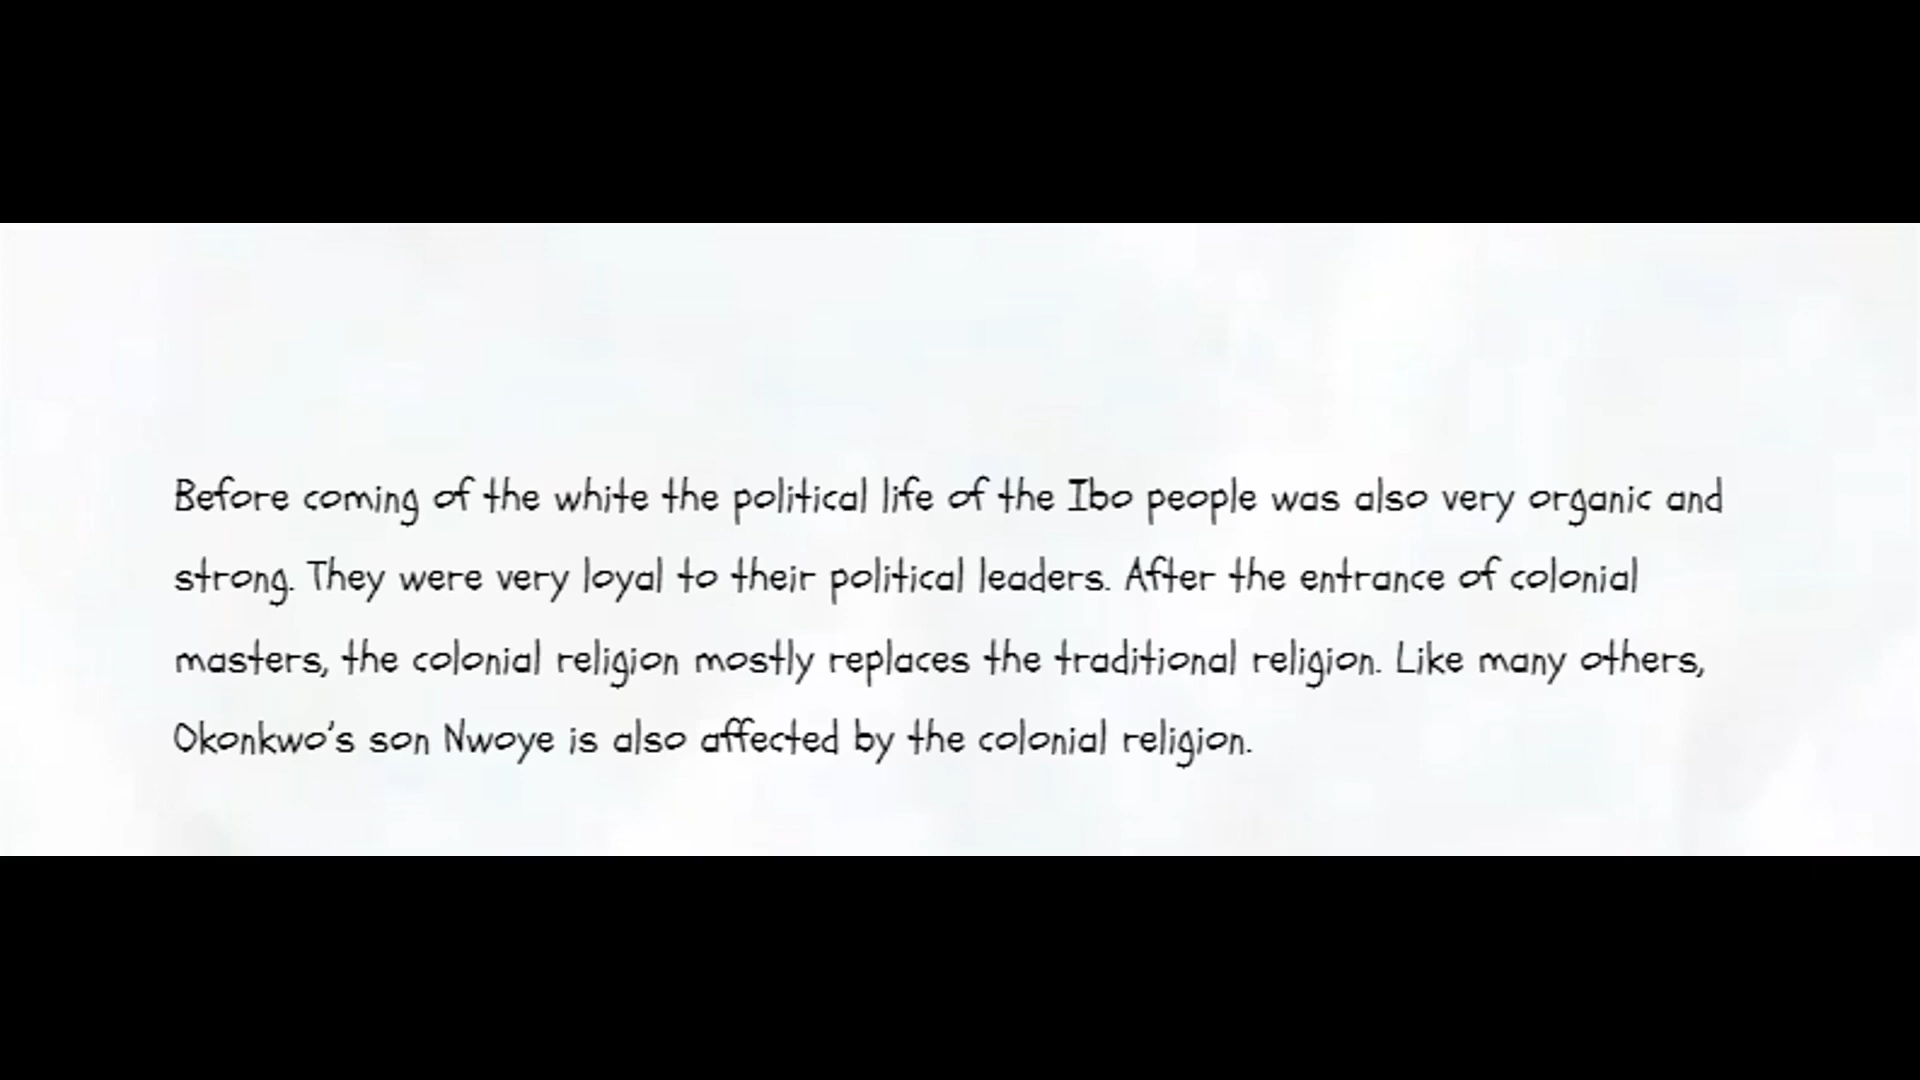 Before coming of the white the political life of the Ibo people was also very organic and
strong. They were very loyal to their political leaders. After the entrance of colonial
masters, the colonial religion mostly replaces the traditional religion. Like many others,
Okonkwo's son Nwoye is also affected by the colonial religion.